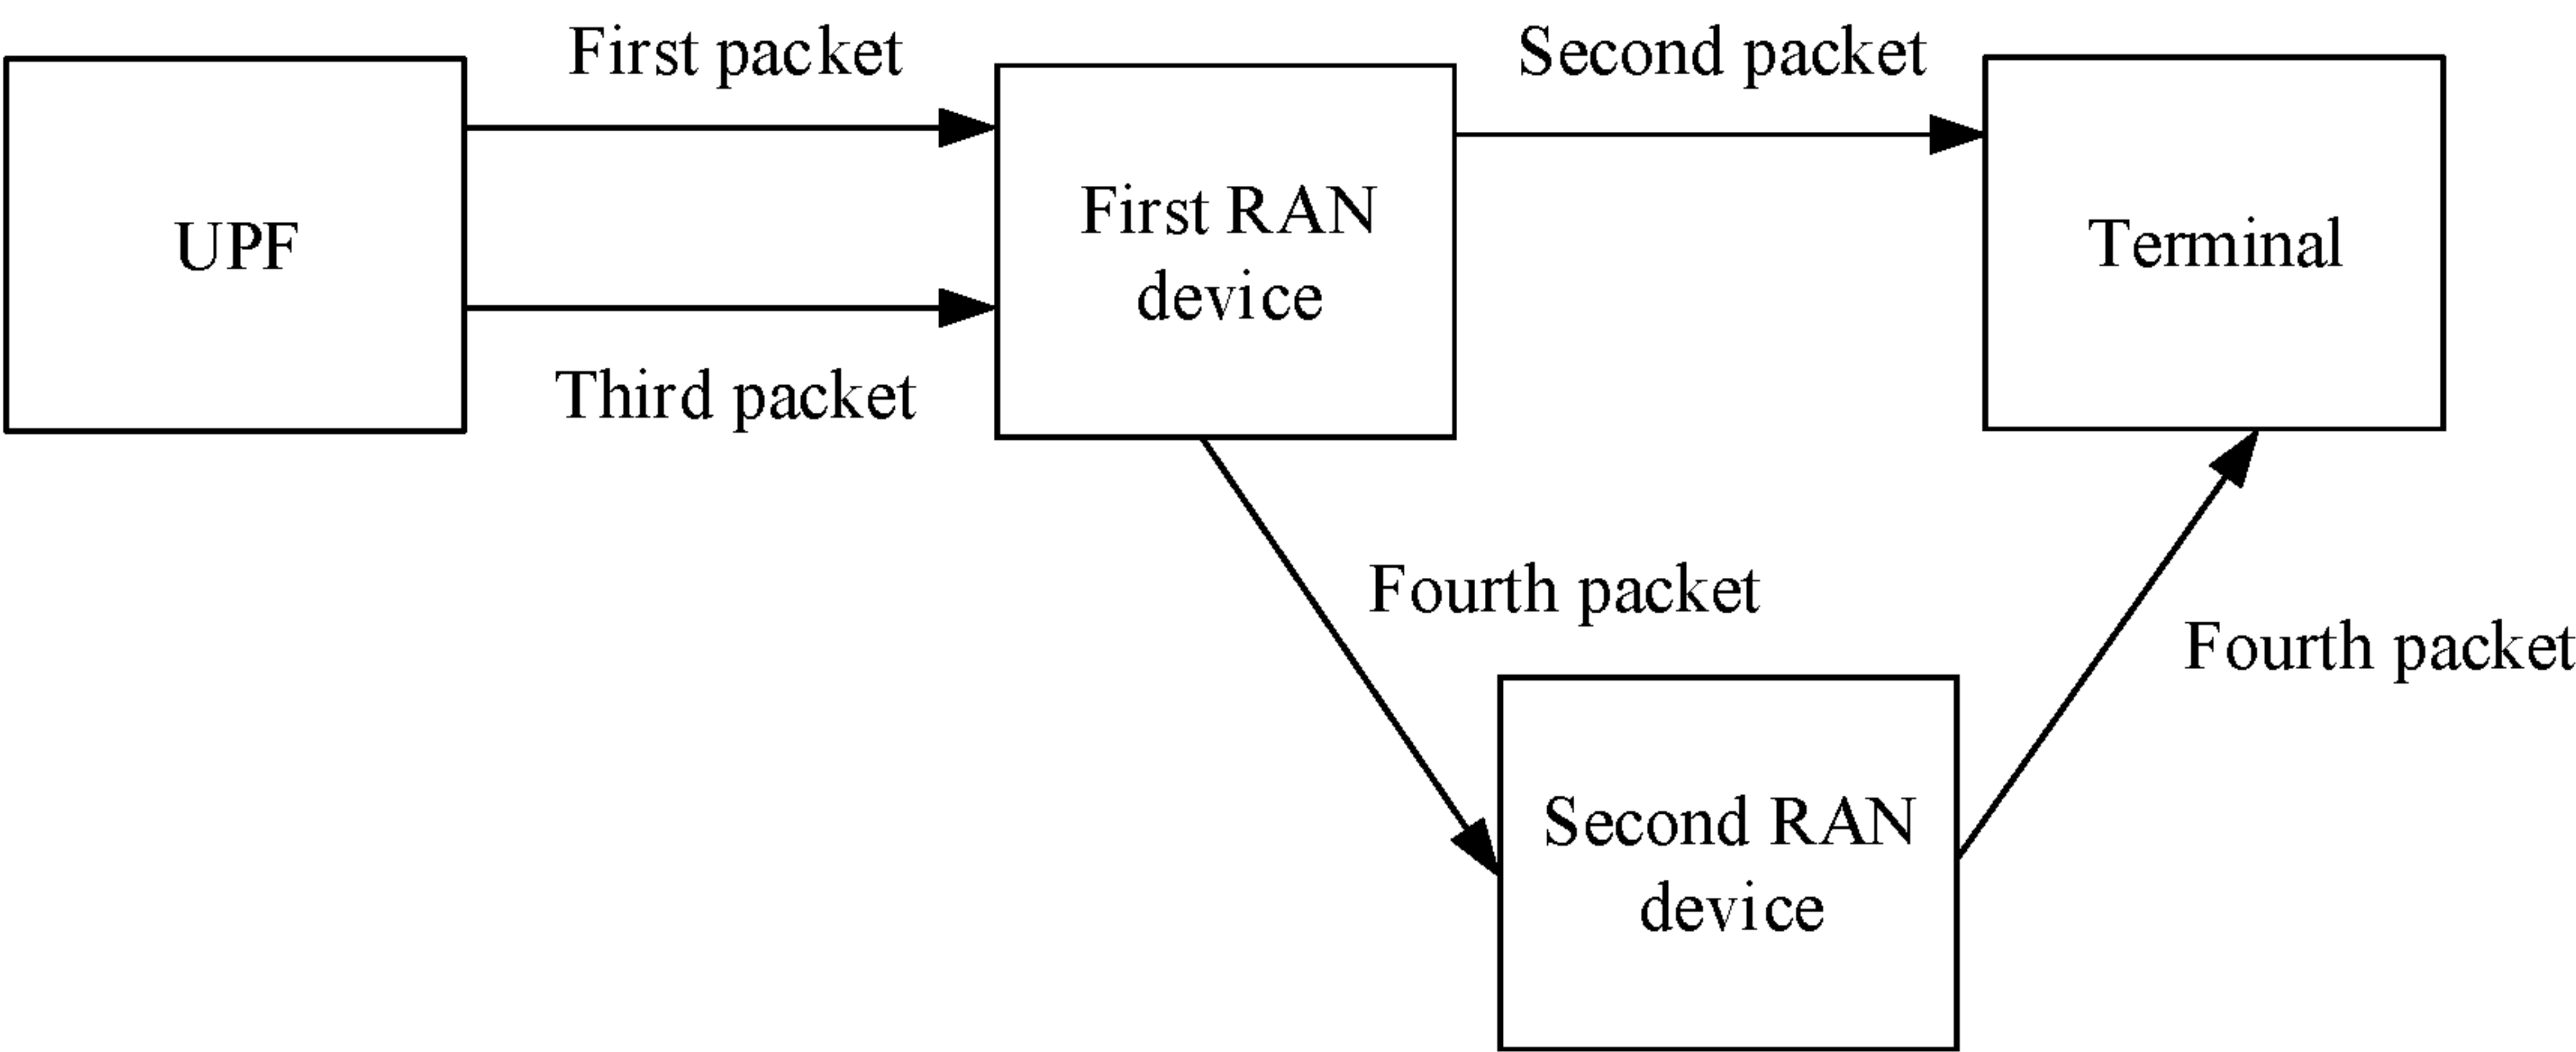 First packet
Second packet
UPF
First RAN
device
Terminal
Third packet
Fourth packet
Fourth packet
Second RAN
device